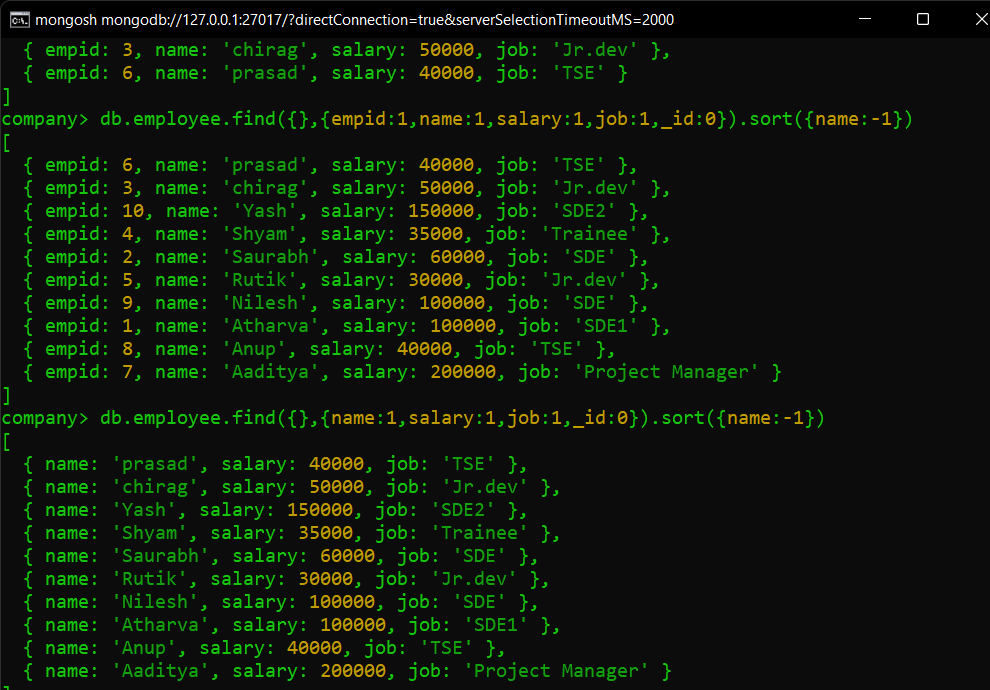 mongosh mongodb://127.0.0.1:27017/?directConnection=true&serverSelectionTimeoutMS=2000
  { empid: 3, name: 'chirag', salary: 50000, job: 'Jr.dev' },
  { empid: 6, name: 'prasad', salary: 40000, job: 'TSE' }
]
company> db.employee.find({},{empid:1,name:1,salary:1,job:1,_id:0}).sort({name:-1})
[
  { empid: 6, name: 'prasad', salary: 40000, job: 'TSE' },
  { empid: 3, name: 'chirag', salary: 50000, job: 'Jr.dev' },
  { empid: 10, name: 'Yash', salary: 150000, job: 'SDE2' },
  { empid: 4, name: 'Shyam', salary: 35000, job: 'Trainee' },
  { empid: 2, name: 'Saurabh', salary: 60000, job: 'SDE' },
  { empid: 5, name: 'Rutik', salary: 30000, job: 'Jr.dev' },
  { empid: 9, name: 'Nilesh', salary: 100000, job: 'SDE' },
  { empid: 1, name: 'Atharva', salary: 100000, job: 'SDE1' },
  { empid: 8, name: 'Anup', salary: 40000, job: 'TSE' },
  { empid: 7, name: 'Aaditya', salary: 200000, job: 'Project Manager' }
]
company> db.employee.find({},{name:1,salary:1,job:1,_id:0}).sort({name:-1})
[
  { name: 'prasad', salary: 40000, job: 'TSE' },
  { name: 'chirag', salary: 50000, job: 'Jr.dev' },
  { name: 'Yash', salary: 150000, job: 'SDE2' },
  { name: 'Shyam', salary: 35000, job: 'Trainee' },
  { name: 'Saurabh', salary: 60000, job: 'SDE' },
  { name: 'Rutik', salary: 30000, job: 'Jr.dev' },
  { name: 'Nilesh', salary: 100000, job: 'SDE' },
  { name: 'Atharva', salary: 100000, job: 'SDE1' },
  { name: 'Anup', salary: 40000, job: 'TSE' },
  { name: 'Aaditya', salary: 200000, job: 'Project Manager' }
]